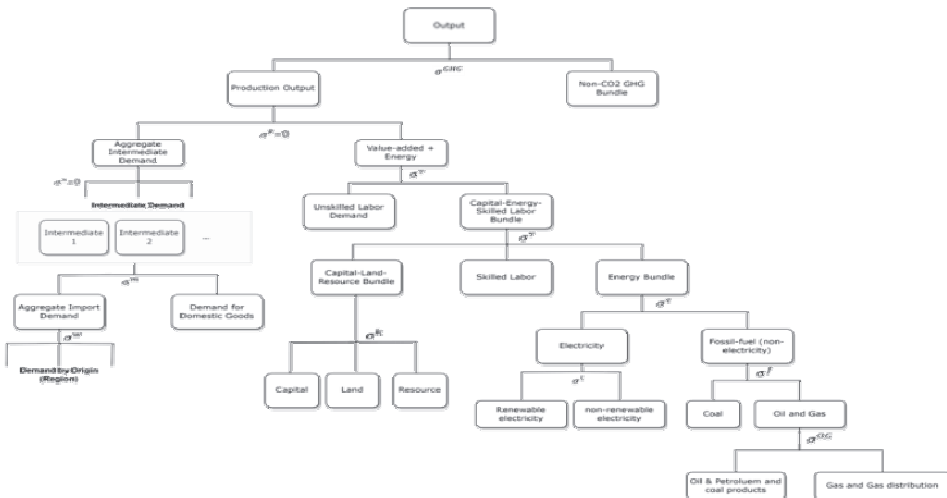 Output
σ^GHG
Production Output
Non-CO2 GHG
Bundle
σ^P=0
Aggregate
Intermediate
Demand
Value-added +
Energy
σ^n=0
σ^v
Intermediate Demand
Unskilled Labor
Demand
Capital-Energy-
Skilled Labor
Bundle
Intermediate
1
Intermediate
2
...
Capital-Land-
Resource Bundle
Skilled Labor
Energy Bundle
σ^m
Aggregate Import
Demand
Demand for
Domestic Goods
σ^E
σ^W
σ^K
Electricity
Fossil-fuel (non-
electricity)
Demand by Origin
(Region)
σ^f
Capital
Land
Resource
Renewable
electricity
non-renewable
electricity
Coal
Oil and Gas
σ^OG
Oil & Petroluem and
coal products
Gas and Gas distribution